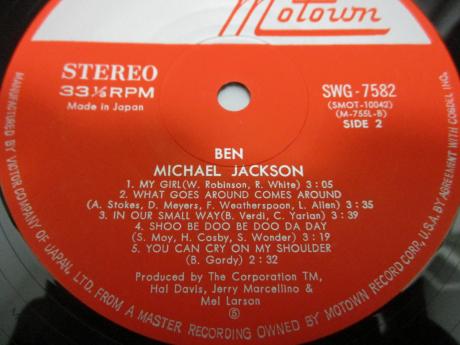 Motown
STEREO
33⅓RPM
Made in Japan
SWG-7582
(SMOT-10042)
(M-755L-B)
SIDE 2
BEN
MICHAEL JACKSON
1. MY GIRL(W. Robinson, R. White) 3 : 05
2. WHAT GOES AROUND COMES AROUND
(A. Stokes, D. Meyers, F. Weatherspoon, L. Allen) 3 : 35
3. IN OUR SMALL WAY(B. Verdi, C. Yarian) 3 : 39
4. SHOO BE DOO BE DOO DA DAY
(S. Moy, H. Cosby, S. Wonder) 3 : 19
5. YOU CAN CRY ON MY SHOULDER
(B. Gordy) 2 : 32
Produced by The Corporation TM,
Hal Davis, Jerry Marcellino &
Mel Larson
MANUFACTURED BY VICTOR COMPANY OF JAPAN, LTD. FROM A MASTER RECORDING OWNED BY MOTOWN RECORD CORP., U.S.A. BY AGREEMENT WITH COGDEL INC.